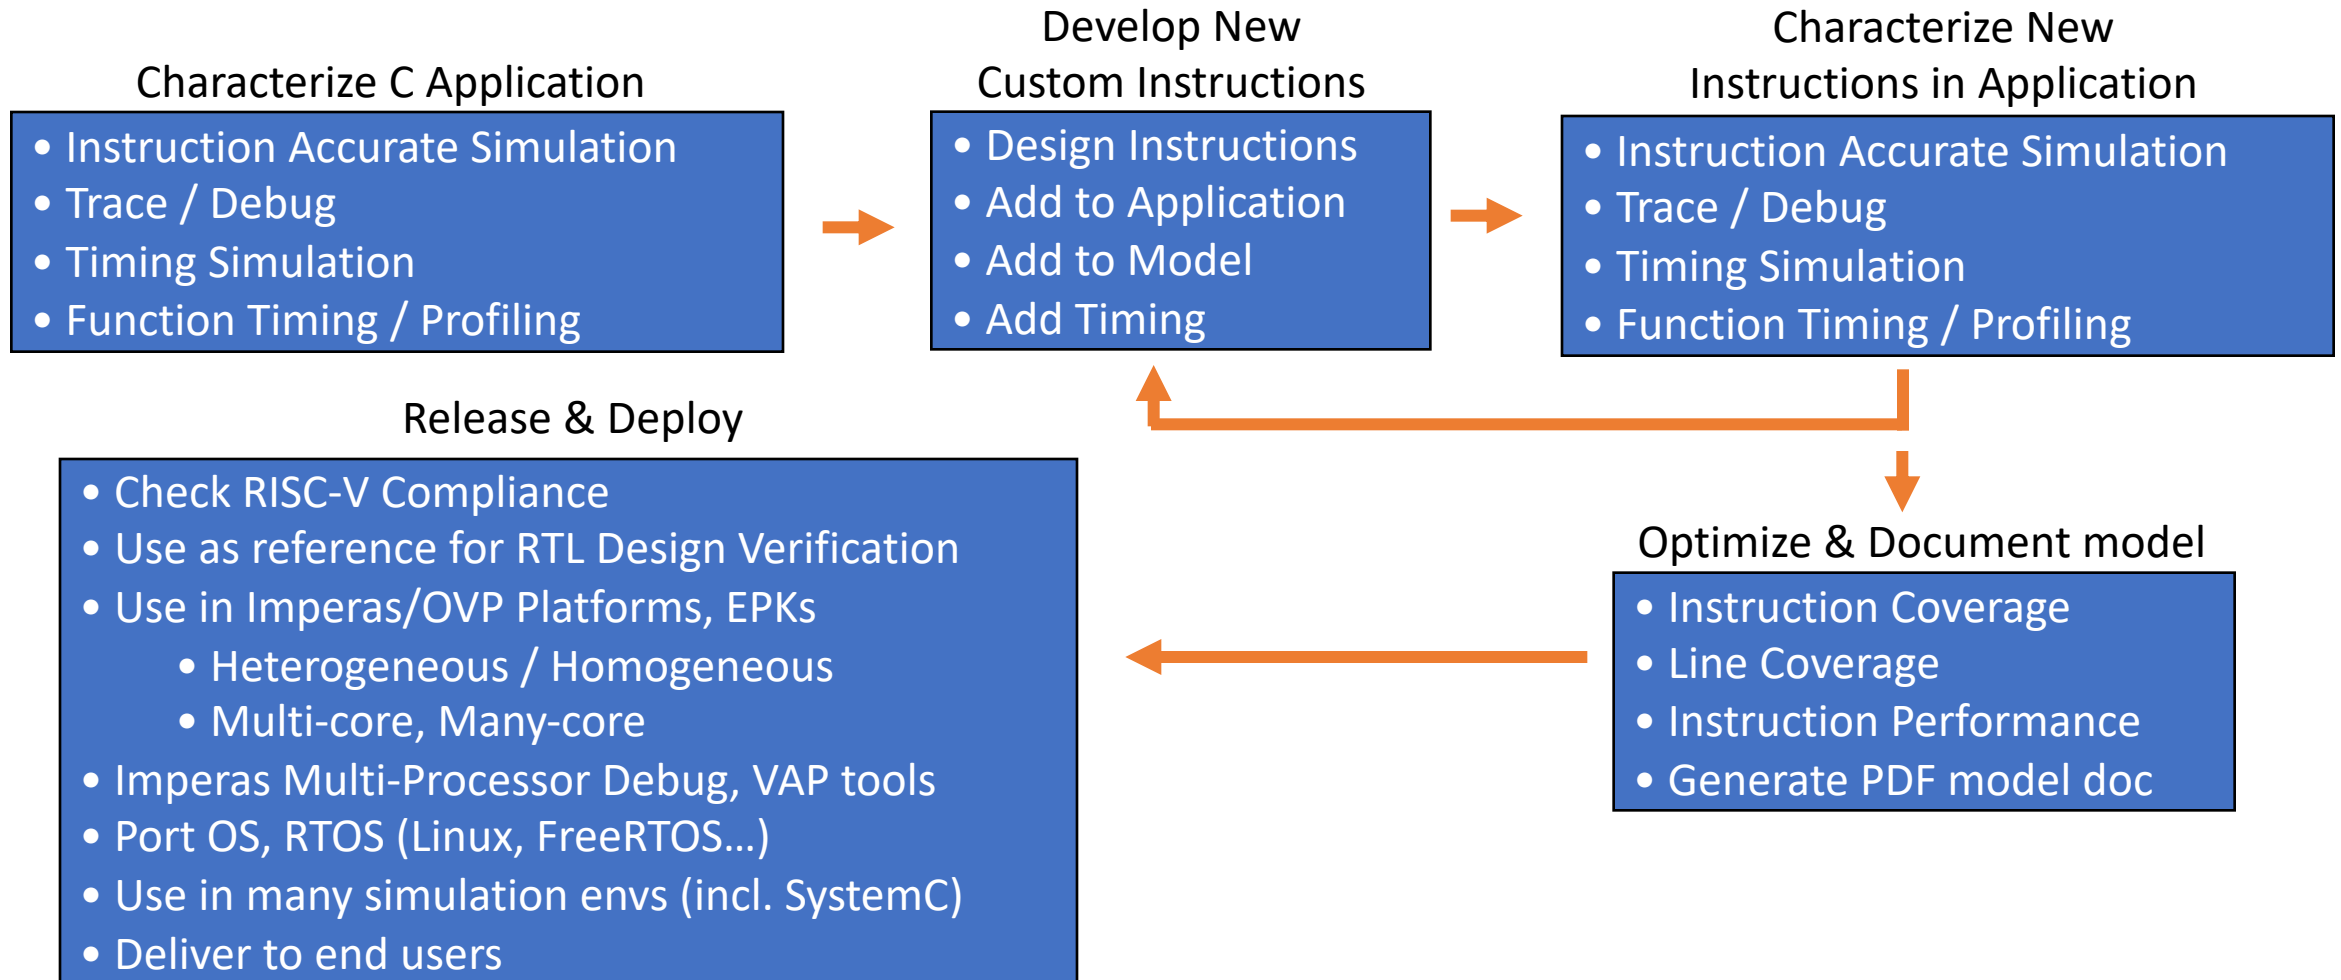 Characterize C Application
• Instruction Accurate Simulation
• Trace / Debug
• Timing Simulation
• Function Timing / Profiling
Develop New
Custom Instructions
• Design Instructions
• Add to Application
• Add to Model
• Add Timing
Characterize New
Instructions in Application
• Instruction Accurate Simulation
• Trace / Debug
• Timing Simulation
• Function Timing / Profiling
Optimize & Document model
• Instruction Coverage
• Line Coverage
• Instruction Performance
• Generate PDF model doc
Release & Deploy
• Check RISC-V Compliance
• Use as reference for RTL Design Verification
• Use in Imperas/OVP Platforms, EPKs
• Heterogeneous / Homogeneous
• Multi-core, Many-core
• Imperas Multi-Processor Debug, VAP tools
• Port OS, RTOS (Linux, FreeRTOS…)
• Use in many simulation envs (incl. SystemC)
• Deliver to end users